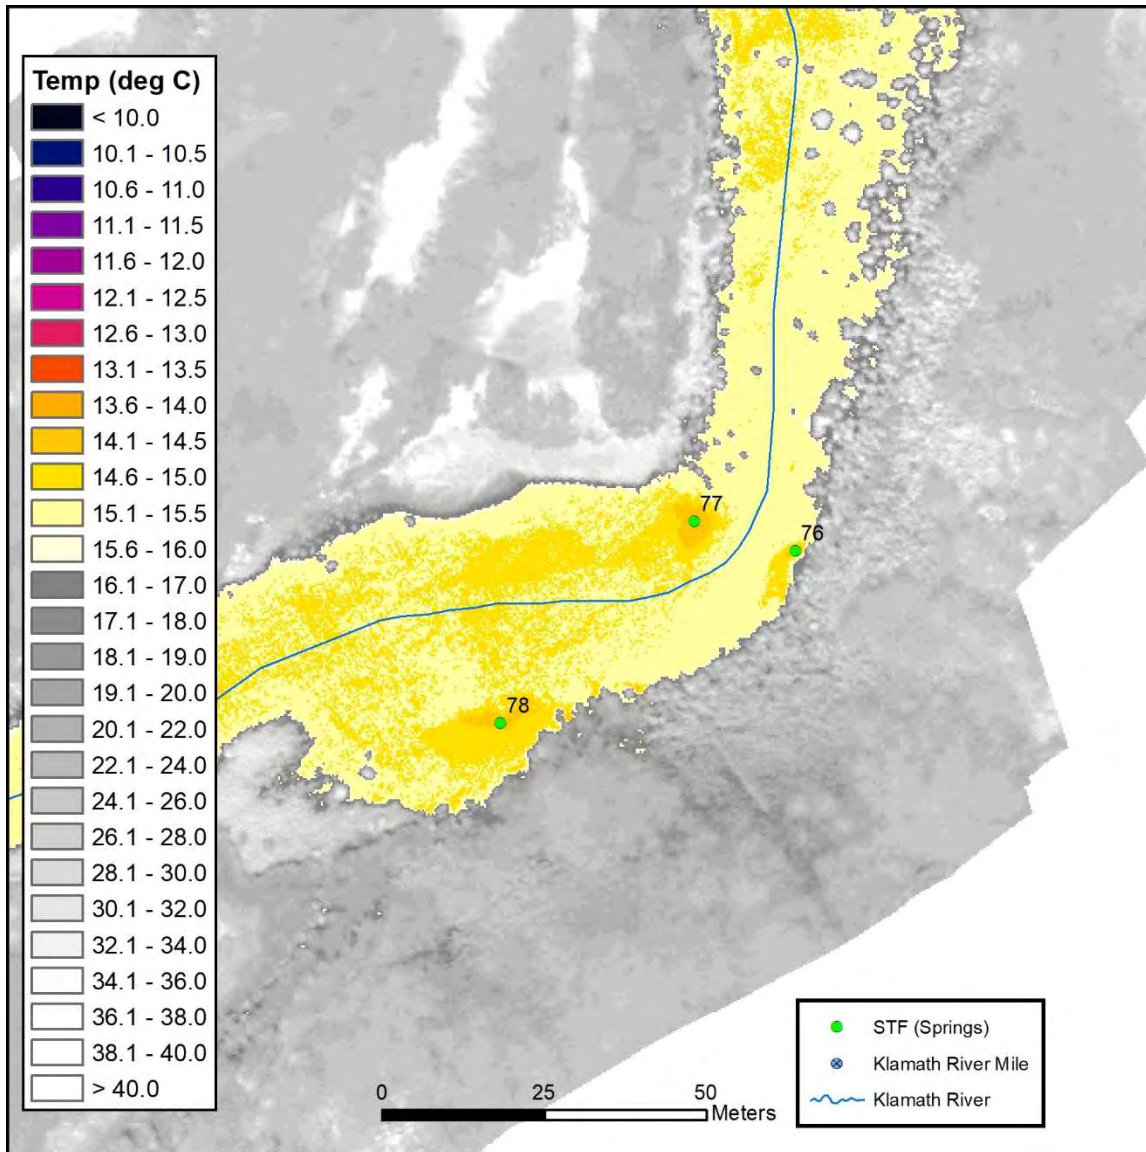 Temp (deg C)
< 10.0
10.1 - 10.5
10.6 - 11.0
11.1 - 11.5
11.6 - 12.0
12.1 - 12.5
12.6 - 13.0
13.1 - 13.5
13.6 - 14.0
14.1 - 14.5
14.6 - 15.0
15.1 - 15.5
15.6 - 16.0
16.1 - 17.0
17.1 - 18.0
18.1 - 19.0
19.1 - 20.0
20.1 - 22.0
22.1 - 24.0
24.1 - 26.0
26.1 - 28.0
28.1 - 30.0
30.1 - 32.0
32.1 - 34.0
34.1 - 36.0
36.1 - 38.0
38.1 - 40.0
> 40.0
77
76
78
0 25 50
Meters
STF (Springs)
Klamath River Mile
Klamath River